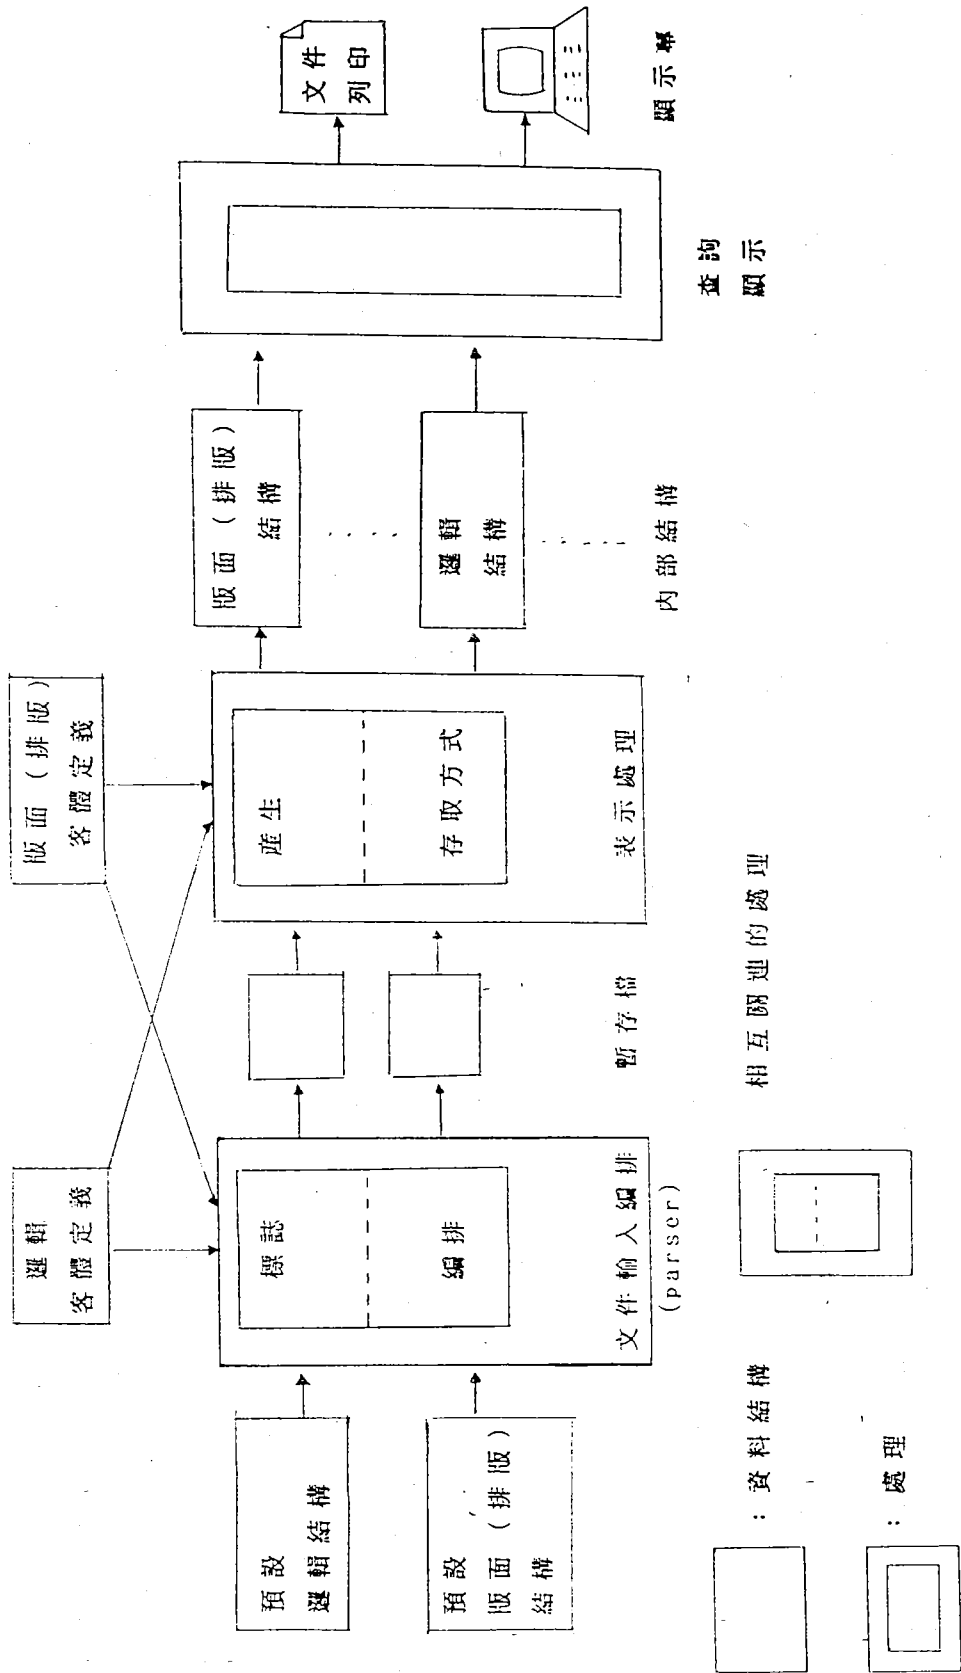 邏輯
客體定義
版面（排版）
客體定義
預設
邏輯結構
預設
版面（排版）
結構
標誌
編排
文件輸入編排
(parser)
暫存檔
產生
存取方式
表示處理
版面（排版）
結構
邏輯
結構
內部結構
查詢
顯示
文件
列印
顯示幕
：資料結構
：處理
相互關連的處理